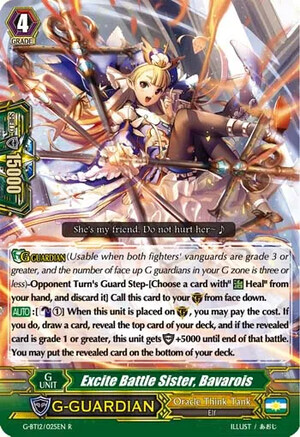 4
GRADE
15000
She's my friend. Do not hurt her~♪
G GUARDIAN (Usable when both fighters' vanguards are grade 3 or
greater, and the number of face up G guardians in your G zone is three or
less)-Opponent Turn's Guard Step-[Choose a card with" Heal" from
your hand, and discard it] Call this card to your from face down.
AUTO:[ (1)] When this unit is placed on , you may pay the cost. If
you do, draw a card, reveal the top card of your deck, and if the revealed
card is grade 1 or greater, this unit gets +5000 until end of that battle.
You may put the revealed card on the bottom of the deck.
G
UNIT
Excite Battle Sister, Bavarois
G-GUARDIAN
Oracle Think Tank
Elf
G-BT12/025EN R
ILLUST / あおじ